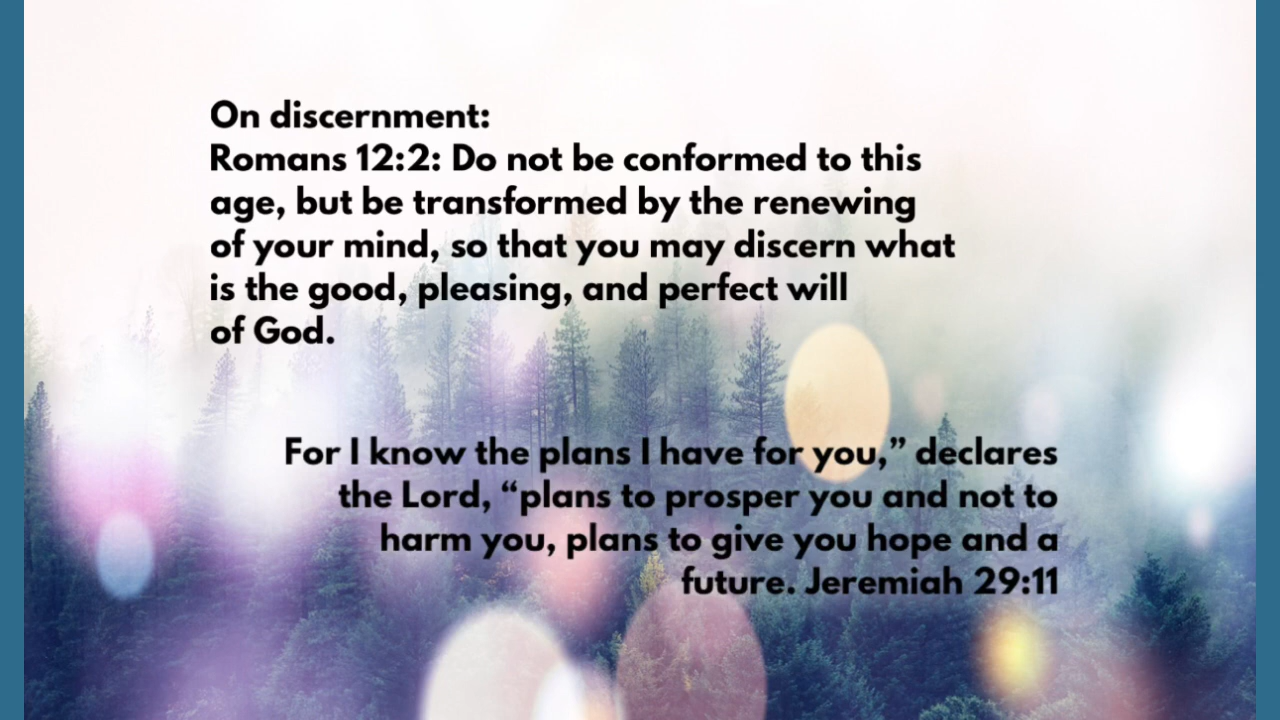 On discernment:
Romans 12:2: Do not be conformed to this
age, but be transformed by the renewing
of your mind, so that you may discern what
is the good, pleasing, and perfect will
of God.
For I know the plans I have for you,” declares
the Lord, “plans to prosper you and not to
harm you, plans to give you hope and a
future. Jeremiah 29:11